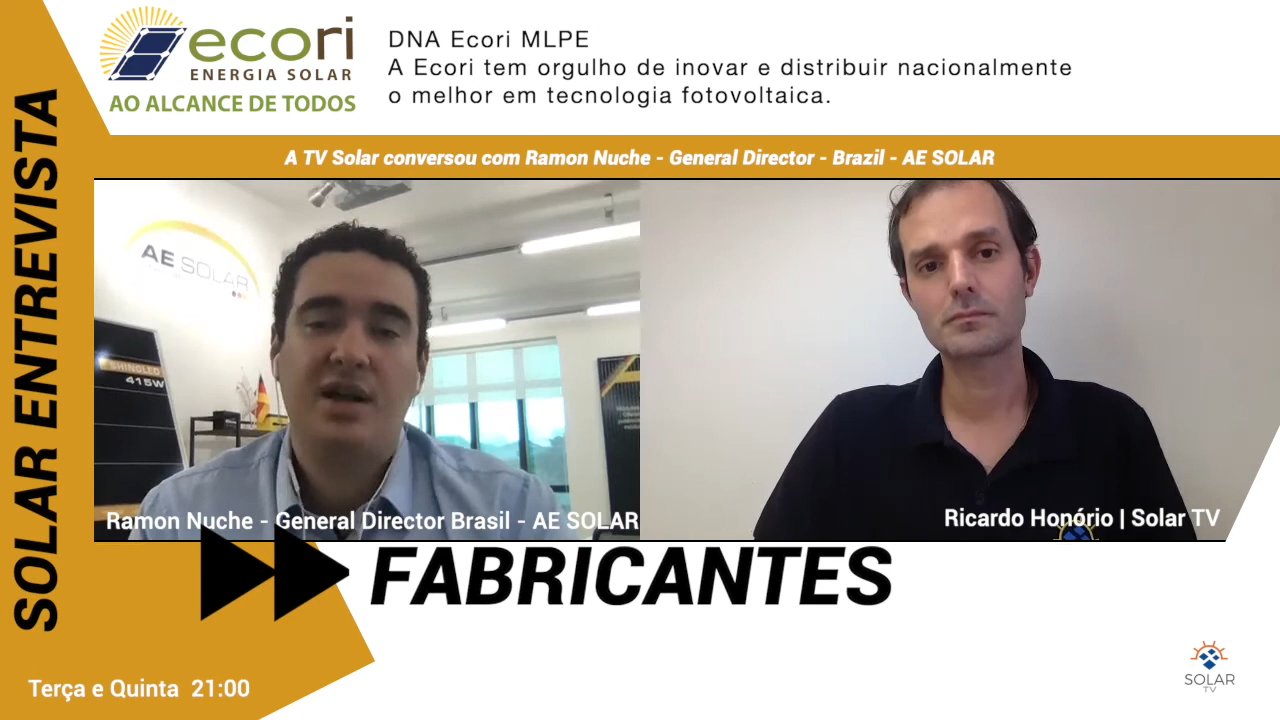 ecori
ENERGIA SOLAR
AO ALCANCE DE TODOS
DNA Ecori MLPE
A Ecori tem orgulho de inovar e distribuir nacionalmente
o melhor em tecnologia fotovoltaica.
SOLAR ENTREVISTA
A TV Solar conversou com Ramon Nuche - General Director - Brazil - AE SOLAR
AE SOLAR
SHINGLED
415W
Ramon Nuche - General Director Brasil - AE SOLAR
Ricardo Honório | Solar TV
FABRICANTES
Terça e Quinta 21:00
SOLAR
TV